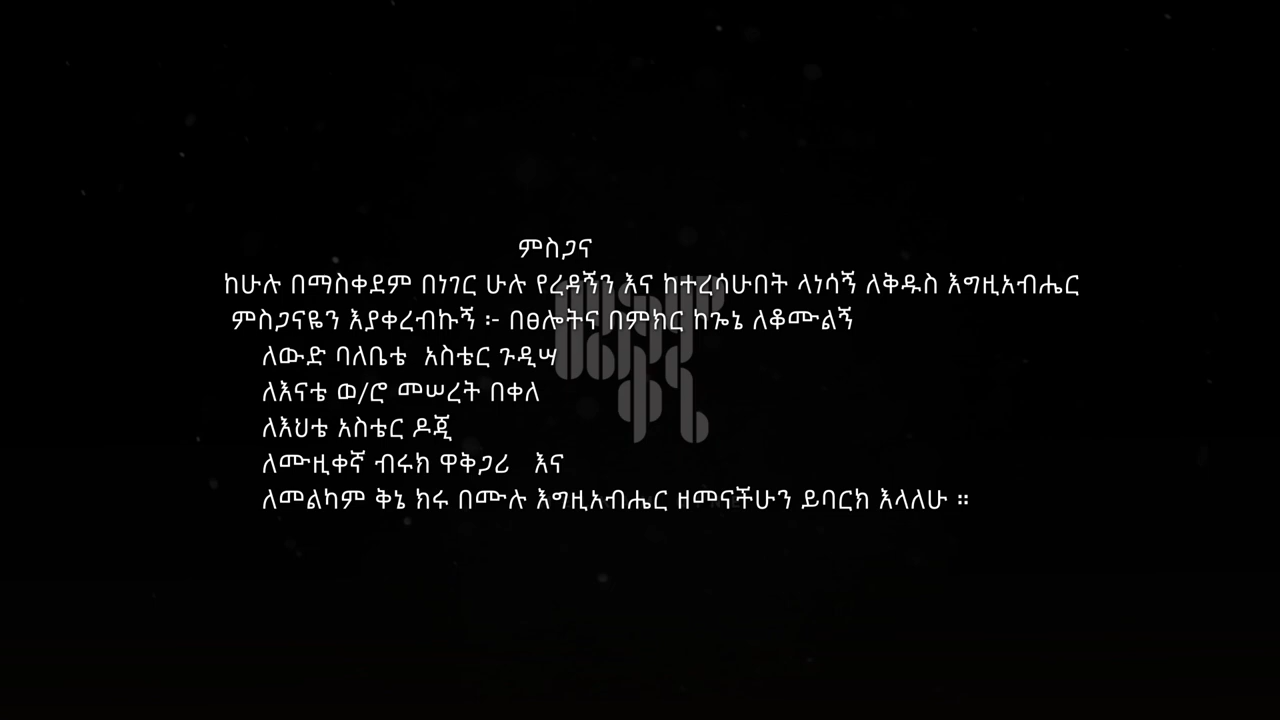 ምስጋና
ከሁሉ በማስቀደም በነገር ሁሉ የረዳኝን እና ከተረሳሁበት ላነሳኝ ለቅዱስ እግዚአብሔር
ምስጋናዬን እያቀረብኩኝ ፡- በፀሎትና በምክር ከጐኔ ለቆሙልኝ
ለውድ ባለቤቴ አስቴር ጉዲሣ
ለእናቴ ወ/ሮ መሠረት በቀለ
ለእህቴ አስቴር ዶጂ
ለሙዚቀኛ ብሩክ ዋቅጋሪ እና
ለመልካም ቅኔ ክሩ በሙሉ እግዚአብሔር ዘመናችሁን ይባርክ እላለሁ ።